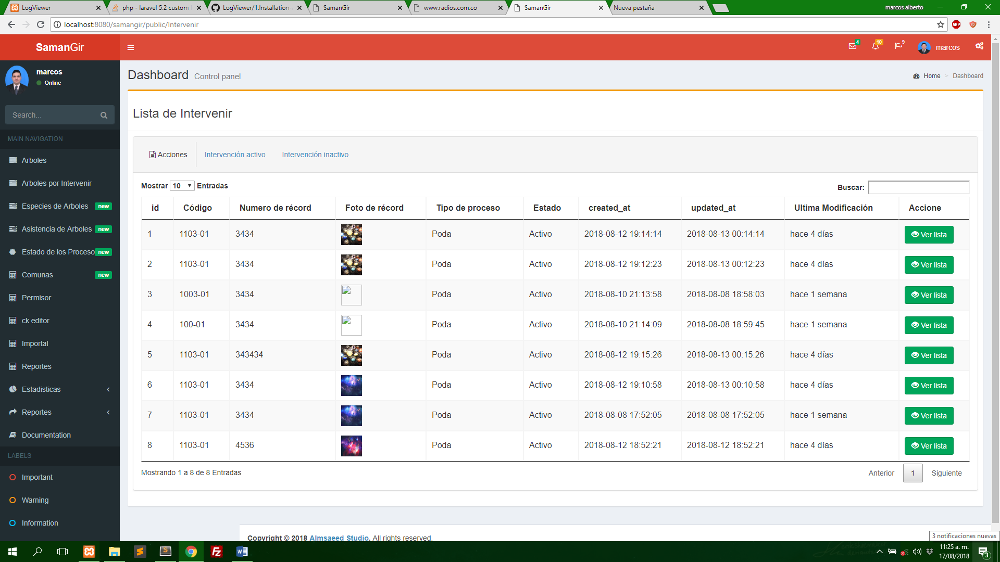 LogViewer
php - laravel 5.2 custom
LogViewer/1.Installation-
SamanGir
www.radios.com.co
SamanGir
Nueva pestaña
marcos alberto
localhost:8080/samangir/public/Intervenir
ABP
SamanGir
4
10
9
marcos
marcos
Online
Dashboard Control panel
Home > Dashboard
Search...
MAIN NAVIGATION
Arboles
Arboles por Intervenir
Especies de Arboles new
Asistencia de Arboles new
Estado de los Proceso new
Comunas new
Permisor
ck editor
Importal
Reportes
Estadisticas
Reportes
Documentation
LABELS
Important
Warning
Information
Lista de Intervenir
Acciones Intervención activo Intervención inactivo
Mostrar 10 Entradas
Buscar:
id Código Numero de récord Foto de récord Tipo de proceso Estado created_at updated_at Ultima Modificación Accione
1 1103-01 3434 Poda Activo 2018-08-12 19:14:14 2018-08-13 00:14:14 hace 4 días Ver lista
2 1103-01 3434 Poda Activo 2018-08-12 19:12:23 2018-08-13 00:12:23 hace 4 días Ver lista
3 1003-01 3434 Poda Activo 2018-08-10 21:13:58 2018-08-08 18:58:03 hace 1 semana Ver lista
4 100-01 3434 Poda Activo 2018-08-10 21:14:09 2018-08-08 18:59:45 hace 1 semana Ver lista
5 1103-01 343434 Poda Activo 2018-08-12 19:15:26 2018-08-13 00:15:26 hace 4 días Ver lista
6 1103-01 3434 Poda Activo 2018-08-12 19:10:58 2018-08-13 00:10:58 hace 4 días Ver lista
7 1103-01 3434 Poda Activo 2018-08-08 17:52:05 2018-08-08 17:52:05 hace 1 semana Ver lista
8 1103-01 4536 Poda Activo 2018-08-12 18:52:21 2018-08-12 18:52:21 hace 4 días Ver lista
Mostrando 1 a 8 de 8 Entradas
Anterior 1 Siguiente
Copyright © 2018 Almsaeed Studio. All rights reserved.
3 notificaciones nuevas
11:25 a. m.
17/08/2018
3